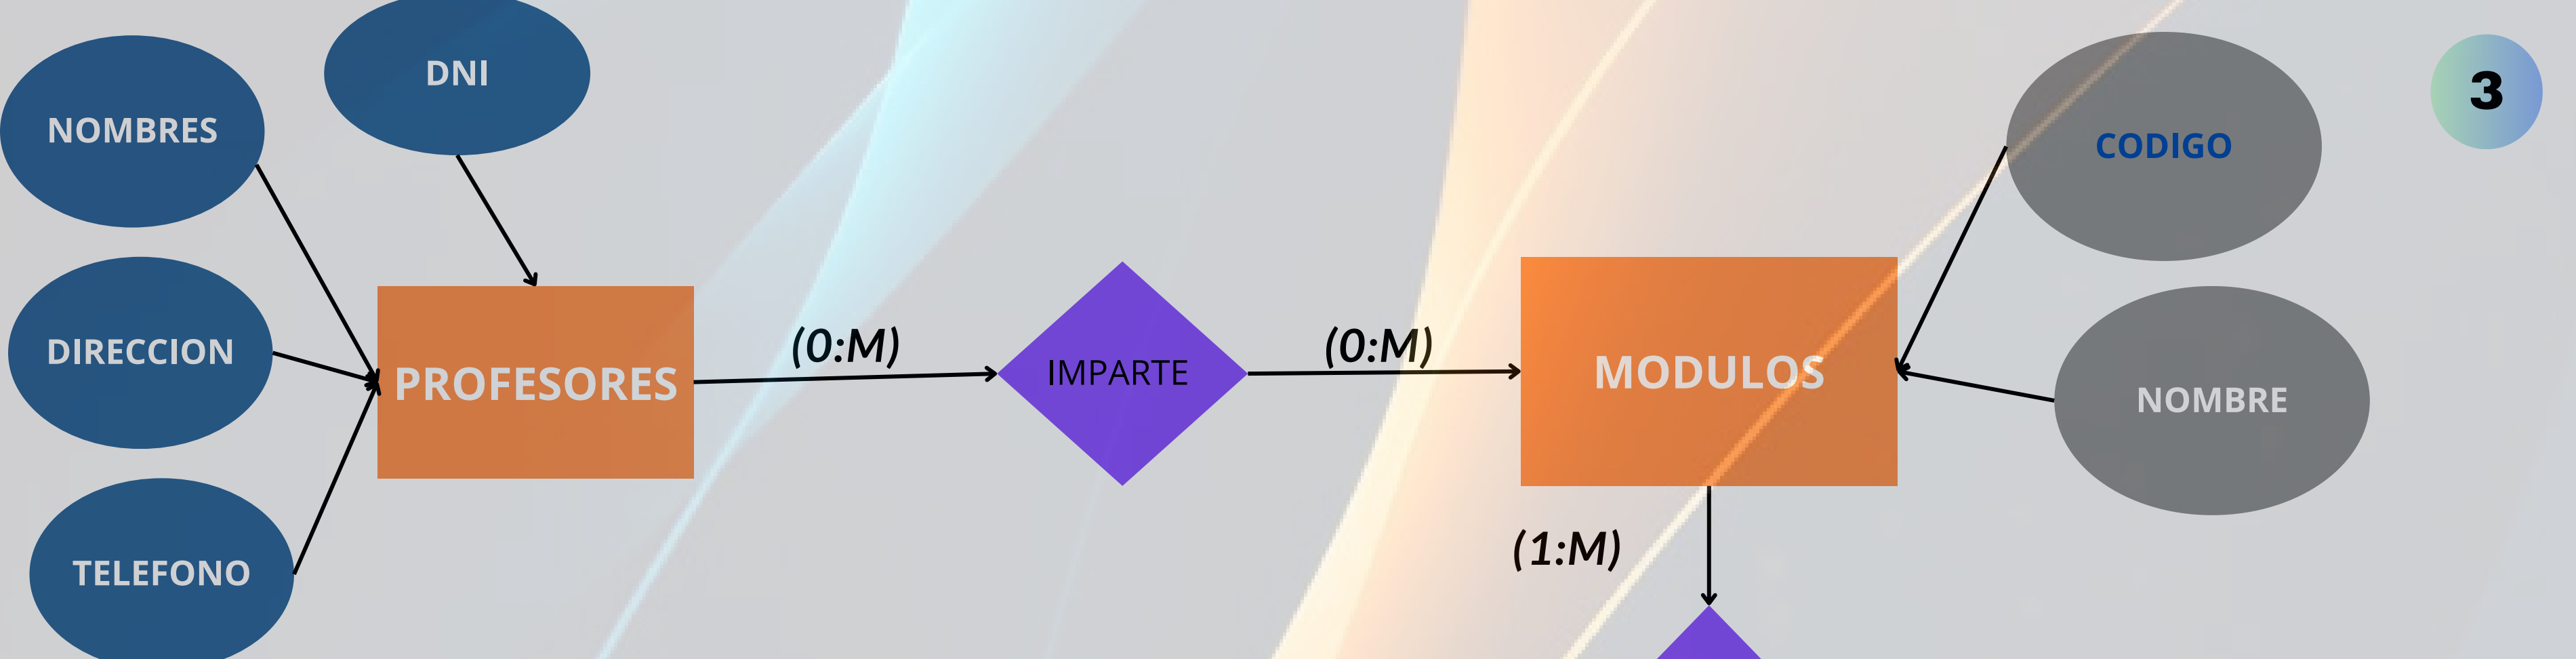 DNI
NOMBRES
3
CODIGO
DIRECCION
PROFESORES
(0:M)
IMPARTE
(0:M)
MODULOS
NOMBRE
TELEFONO
(1:M)